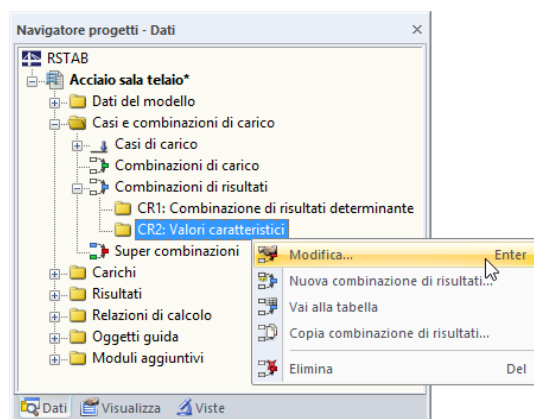 Navigatore progetti - Dati
RSTAB
Acciaio sala telaio*
Dati del modello
Casi e combinazioni di carico
Casi di carico
Combinazioni di carico
Combinazioni di risultati
CR1: Combinazione di risultati determinante
CR2: Valori caratteristici
Super combinazioni
Modifica... Enter
Carichi
Nuova combinazione di risultati...
Risultati
Vai alla tabella
Relazioni di calcolo
Copia combinazione di risultati...
Oggetti guida
Moduli aggiuntivi
Elimina Del
Dati Visualizza Viste